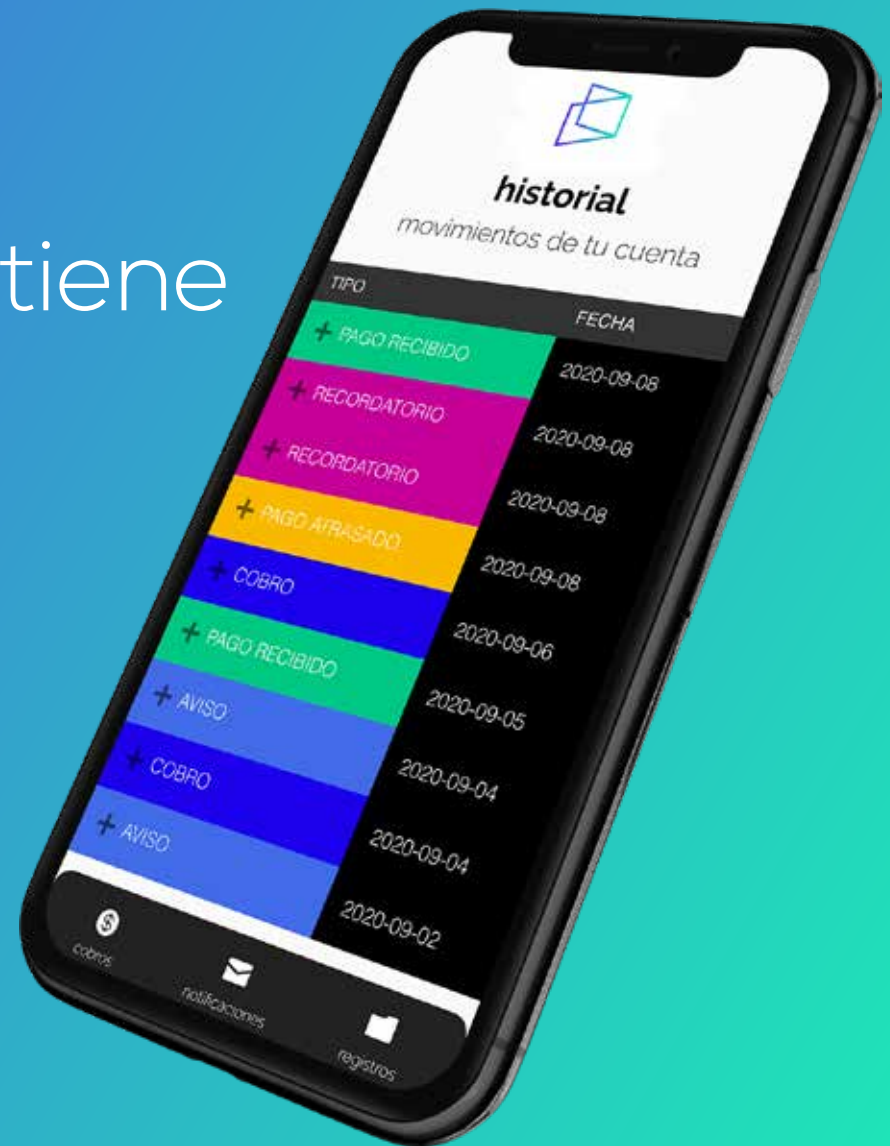 tiene
historial
movimientos de tu cuenta
TIPO FECHA
+ PAGO RECIBIDO 2020-09-08
+ RECORDATORIO 2020-09-08
+ RECORDATORIO 2020-09-08
+ PAGO ATRASADO 2020-09-08
+ COBRO 2020-09-06
+ PAGO RECIBIDO 2020-09-05
+ AVISO 2020-09-04
+ COBRO 2020-09-04
+ AVISO 2020-09-02
cobros notificaciones registros